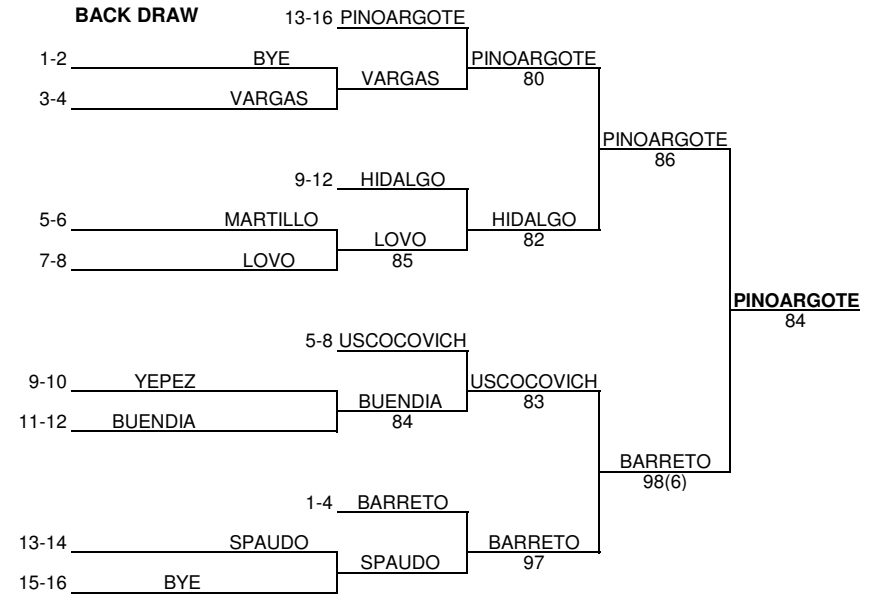 BACK DRAW
13-16 PINOARGOTE
1-2 BYE
PINOARGOTE
VARGAS
80
3-4 VARGAS
PINOARGOTE
86
9-12 HIDALGO
5-6 MARTILLO
HIDALGO
LOVO
82
7-8 LOVO
85
PINOARGOTE
84
5-8 USCOCOVICH
9-10 YEPEZ
USCOCOVICH
BUENDIA
83
11-12 BUENDIA
84
BARRETO
98(6)
1-4 BARRETO
13-14 SPAUDO
BARRETO
SPAUDO
97
15-16 BYE